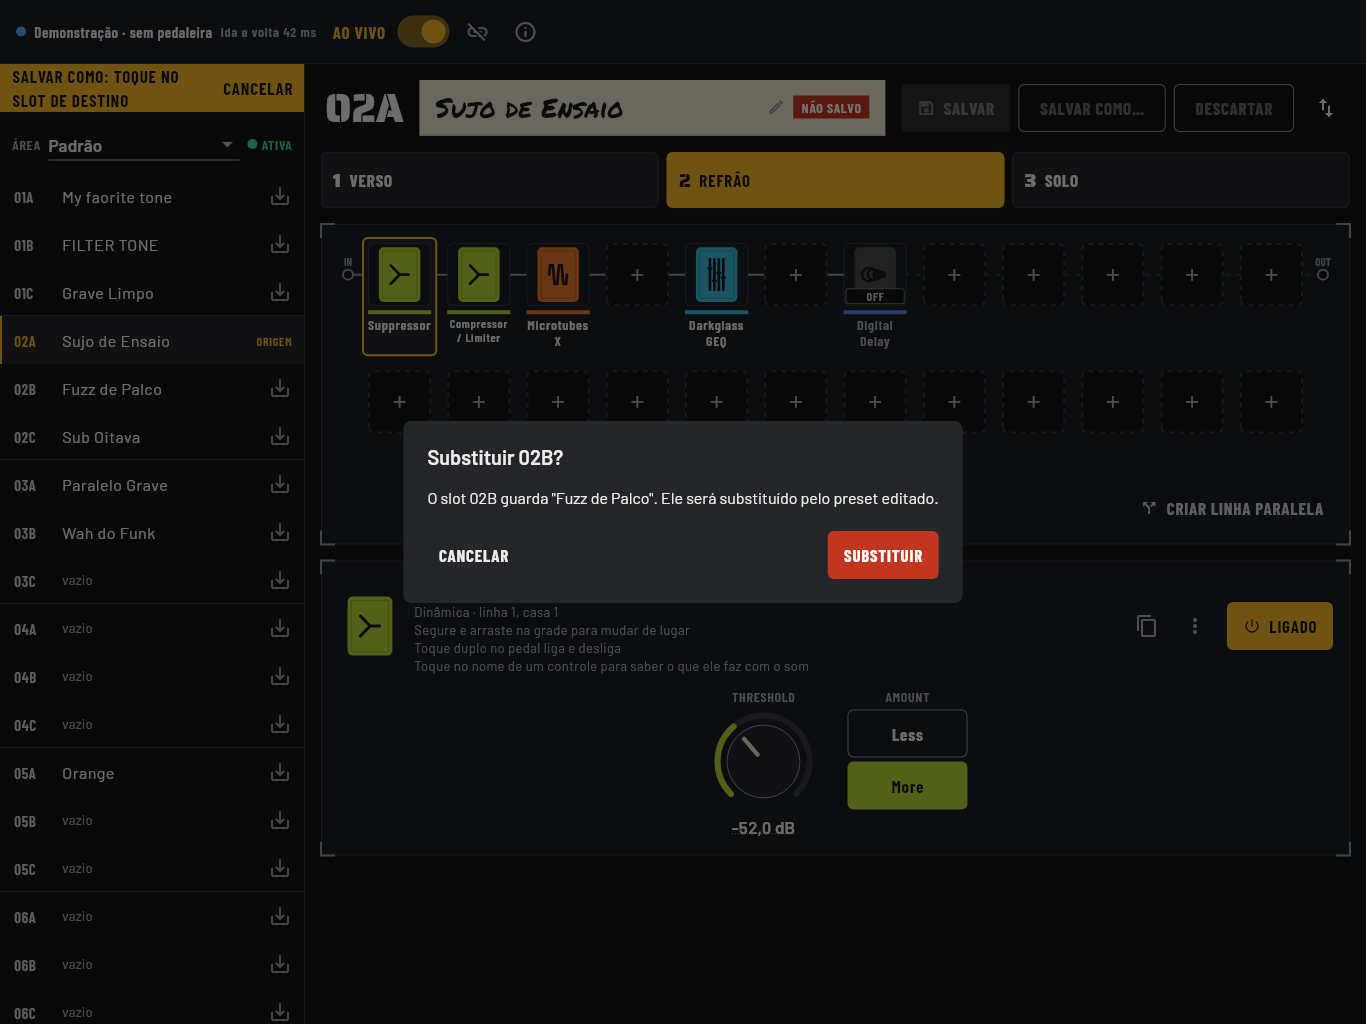 Demonstração · sem pedaleira Ida e volta 42 ms AO VIVO
SALVAR COMO: TOQUE NO
SLOT DE DESTINO
CANCELAR
ÁREA Padrão ATIVA
01A My faorite tone
01B FILTER TONE
01C Grave Limpo
02A Sujo de Ensaio ORIGEM
02B Fuzz de Palco
02C Sub Oitava
03A Paralelo Grave
03B Wah do Funk
03C vazio
04A vazio
04B vazio
04C vazio
05A Orange
05B vazio
05C vazio
06A vazio
06B vazio
06C vazio
02A Sujo de Ensaio NÃO SALVO SALVAR SALVAR COMO... DESCARTAR
1 VERSO 2 REFRÃO 3 SOLO
IN OUT
OFF
Suppressor
Compressor
/ Limiter
Microtubes
X
Darkglass
GEQ
Digital
Delay
Substituir 02B?
O slot 02B guarda "Fuzz de Palco". Ele será substituído pelo preset editado.
CANCELAR SUBSTITUIR
CRIAR LINHA PARALELA
Dinâmica · linha 1, casa 1
Segure e arraste na grade para mudar de lugar
Toque duplo no pedal liga e desliga
Toque no nome de um controle para saber o que ele faz com o som
LIGADO
THRESHOLD AMOUNT
Less
More
-52,0 dB